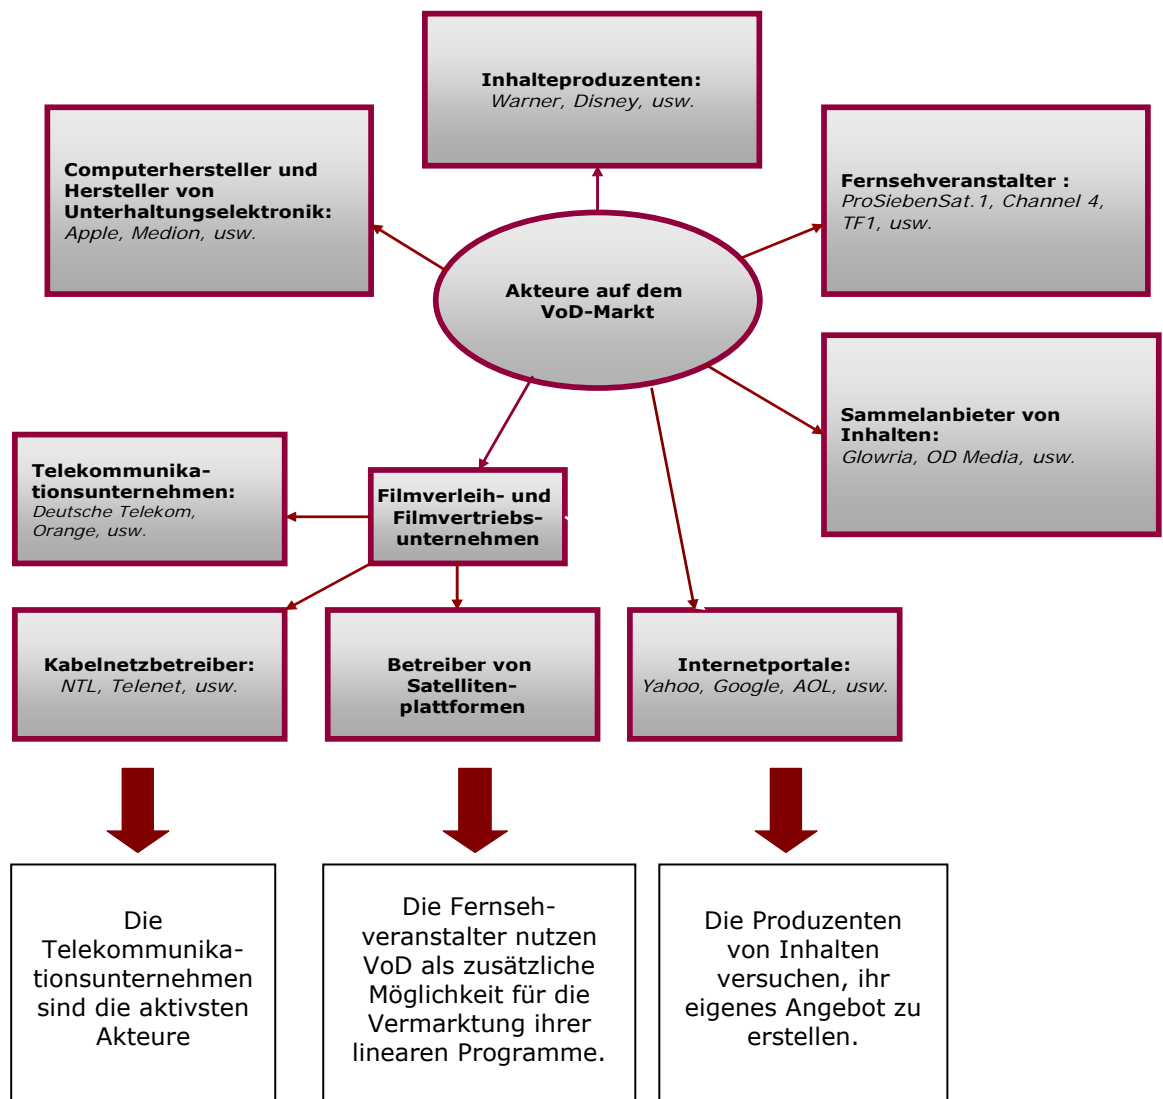 Inhalteproduzenten:
Warner, Disney, usw.
Computerhersteller und
Hersteller von
Unterhaltungselektronik:
Apple, Medion, usw.
Fernsehveranstalter :
ProSiebenSat.1, Channel 4,
TF1, usw.
Akteure auf dem
VoD-Markt
Sammelanbieter von
Inhalten:
Glowria, OD Media, usw.
Telekommunika-
tionsunternehmen:
Deutsche Telekom,
Orange, usw.
Filmverleih- und
Filmvertriebs-
unternehmen
Kabelnetzbetreiber:
NTL, Telenet, usw.
Betreiber von
Satelliten-
plattformen
Internetportale:
Yahoo, Google, AOL, usw.
Die
Telekommunika-
tionsunternehmen
sind die aktivsten
Akteure
Die Fernseh-
veranstalter nutzen
VoD als zusätzliche
Möglichkeit für die
Vermarktung ihrer
linearen Programme.
Die Produzenten
von Inhalten
versuchen, ihr
eigenes Angebot zu
erstellen.